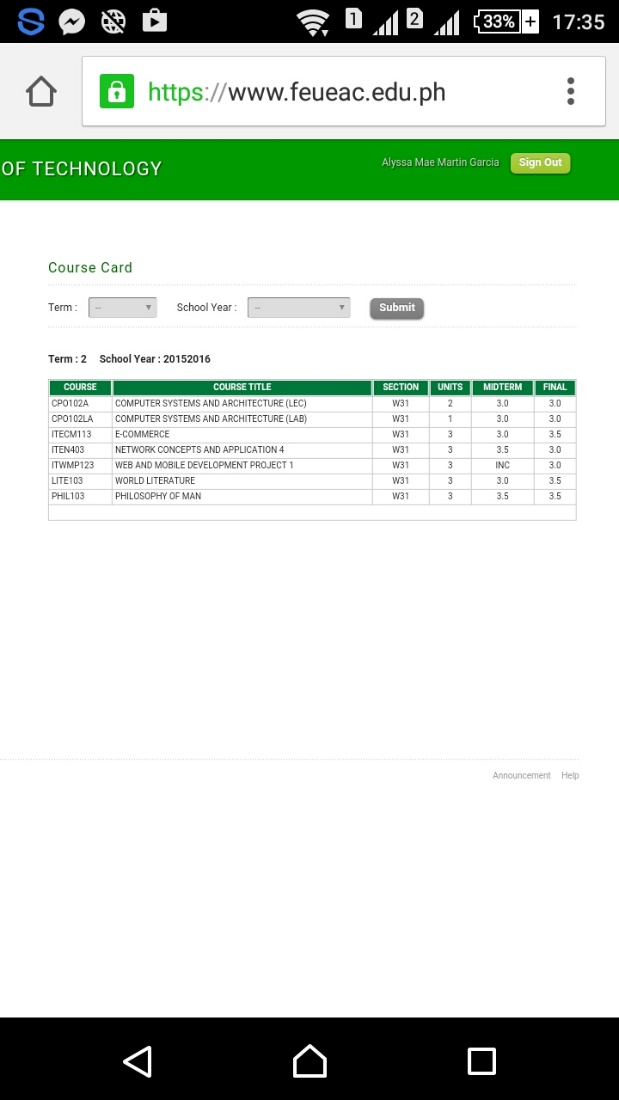 1 2 33% + 17:35
https://www.feueac.edu.ph
OF TECHNOLOGY Alyssa Mae Martin Garcia Sign Out
Course Card
Term : -- School Year : -- Submit
Term : 2 School Year : 20152016
COURSE COURSE TITLE SECTION UNITS MIDTERM FINAL
CPO102A COMPUTER SYSTEMS AND ARCHITECTURE (LEC) W31 2 3.0 3.0
CPO102LA COMPUTER SYSTEMS AND ARCHITECTURE (LAB) W31 1 3.0 3.0
ITECM113 E-COMMERCE W31 3 3.0 3.5
ITEN403 NETWORK CONCEPTS AND APPLICATION 4 W31 3 3.5 3.0
ITWMP123 WEB AND MOBILE DEVELOPMENT PROJECT 1 W31 3 INC 3.0
LITE103 WORLD LITERATURE W31 3 3.0 3.5
PHIL103 PHILOSOPHY OF MAN W31 3 3.5 3.5
Announcement Help